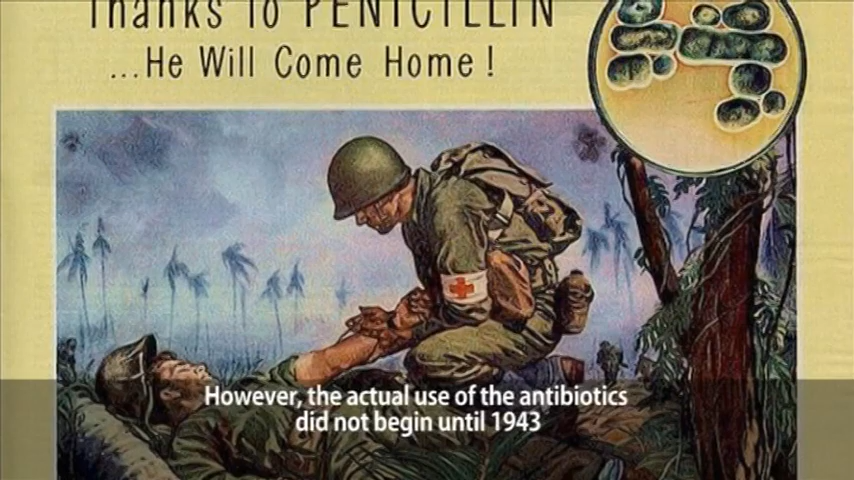 Thanks to PENICILLIN
...He Will Come Home!
However, the actual use of the antibiotics
did not begin until 1943